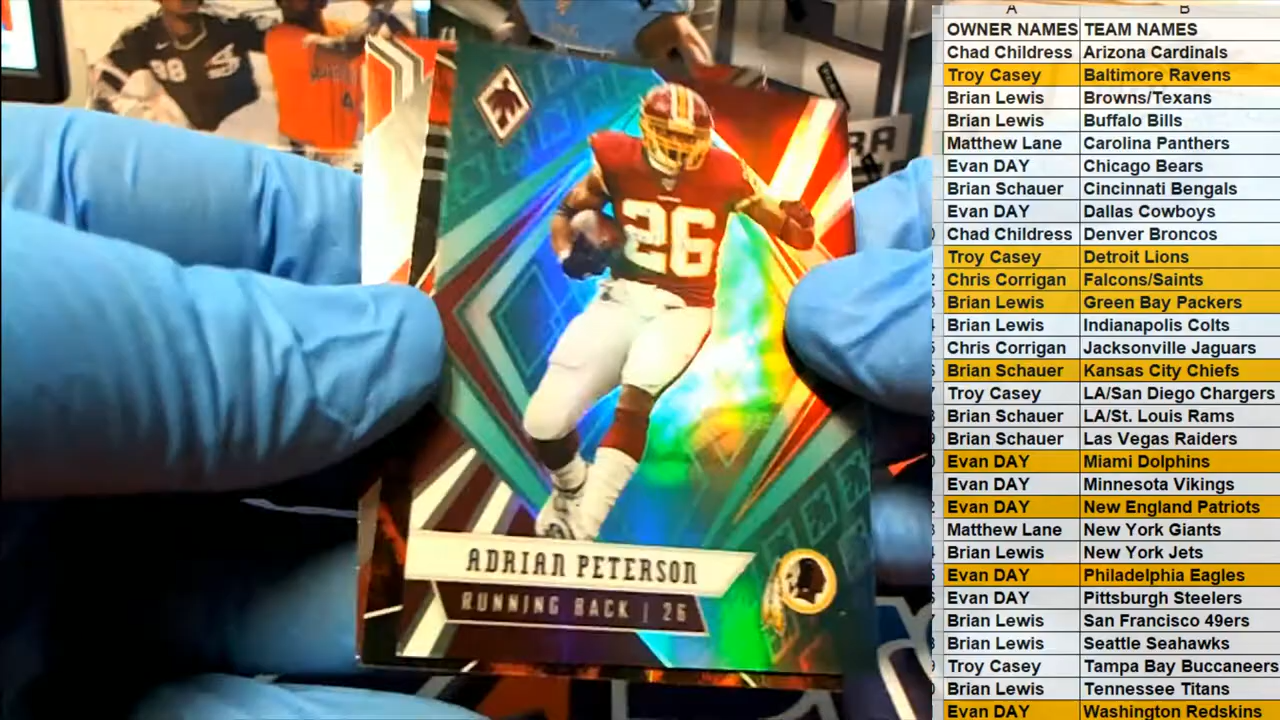 A B
OWNER NAMES TEAM NAMES
Chad Childress Arizona Cardinals
Troy Casey Baltimore Ravens
Brian Lewis Browns/Texans
Brian Lewis Buffalo Bills
Matthew Lane Carolina Panthers
Evan DAY Chicago Bears
Brian Schauer Cincinnati Bengals
Evan DAY Dallas Cowboys
Chad Childress Denver Broncos
Troy Casey Detroit Lions
Chris Corrigan Falcons/Saints
Brian Lewis Green Bay Packers
Brian Lewis Indianapolis Colts
Chris Corrigan Jacksonville Jaguars
Brian Schauer Kansas City Chiefs
Troy Casey LA/San Diego Chargers
Brian Schauer LA/St. Louis Rams
Brian Schauer Las Vegas Raiders
Evan DAY Miami Dolphins
Evan DAY Minnesota Vikings
Evan DAY New England Patriots
Matthew Lane New York Giants
Brian Lewis New York Jets
Evan DAY Philadelphia Eagles
Evan DAY Pittsburgh Steelers
Brian Lewis San Francisco 49ers
Brian Lewis Seattle Seahawks
Troy Casey Tampa Bay Buccaneers
Brian Lewis Tennessee Titans
Evan DAY Washington Redskins
26
ADRIAN PETERSON
RUNNING BACK | 26